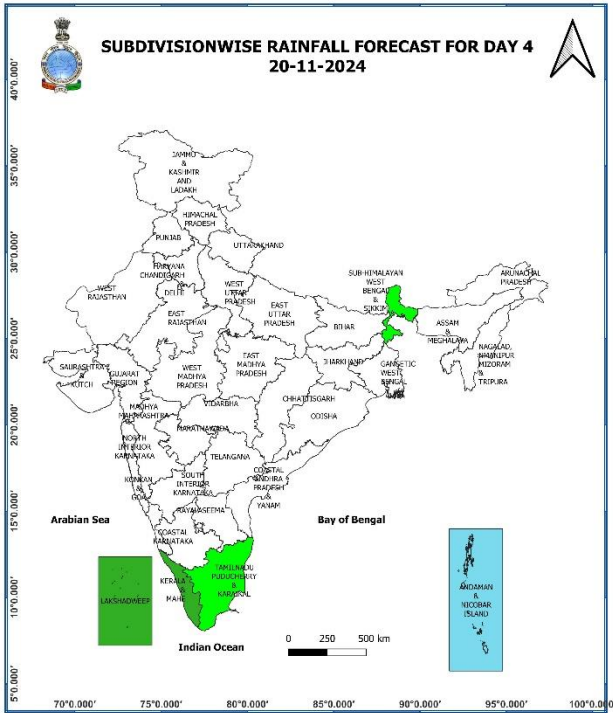 SUBDIVISIONWISE RAINFALL FORECAST FOR DAY 4
20-11-2024
40°0.000'
35°0.000'
30°0.000'
25°0.000'
20°0.000'
15°0.000'
10°0.000'
5°0.000'
JAMMU
&
KASHMIR
AND
LADAKH
HIMACHAL
PRADESH
PUNJAB
UTTARAKHAND
HARYANA
CHANDIGARH
DELHI
WEST
RAJASTHAN
WEST
UTTAR
PRADESH
EAST
RAJASTHAN
EAST
UTTAR
PRADESH
SUB-HIMALAYAN
WEST
BENGAL
&
SIKKIM
ARUNACHAL
PRADESH
BIHAR
ASSAM
&
MEGHALAYA
NAGALAD,
MANIPUR
MIZORAM
&
TRIPURA
SAURASHTRA
&
KUTCH
GUJARAT
REGION
WEST
MADHYA
PRADESH
EAST
MADHYA
PRADESH
JHARKHAND
GANGETIC
WEST
BENGAL
CHHATTISGARH
ODISHA
VIDARBHA
MADHYA
MAHARASHTRA
MARATHAWADA
NORTH
INTERIOR
KARNATAKA
TELANGANA
KONKAN
&
GOA
SOUTH
INTERIOR
KARNATAKA
COASTAL
ANDHRA
PRADESH
&
YANAM
RAYALASEEMA
COASTAL
KARNATAKA
Arabian Sea
Bay of Bengal
LAKSHADWEEP
KERALA
&
MAHE
TAMILNADU
PUDUCHERRY
&
KARAIKAL
ANDAMAN
&
NICOBAR
ISLAND
Indian Ocean
0 250 500 km
70°0.000' 75°0.000' 80°0.000' 85°0.000' 90°0.000' 95°0.000' 100°0.000'